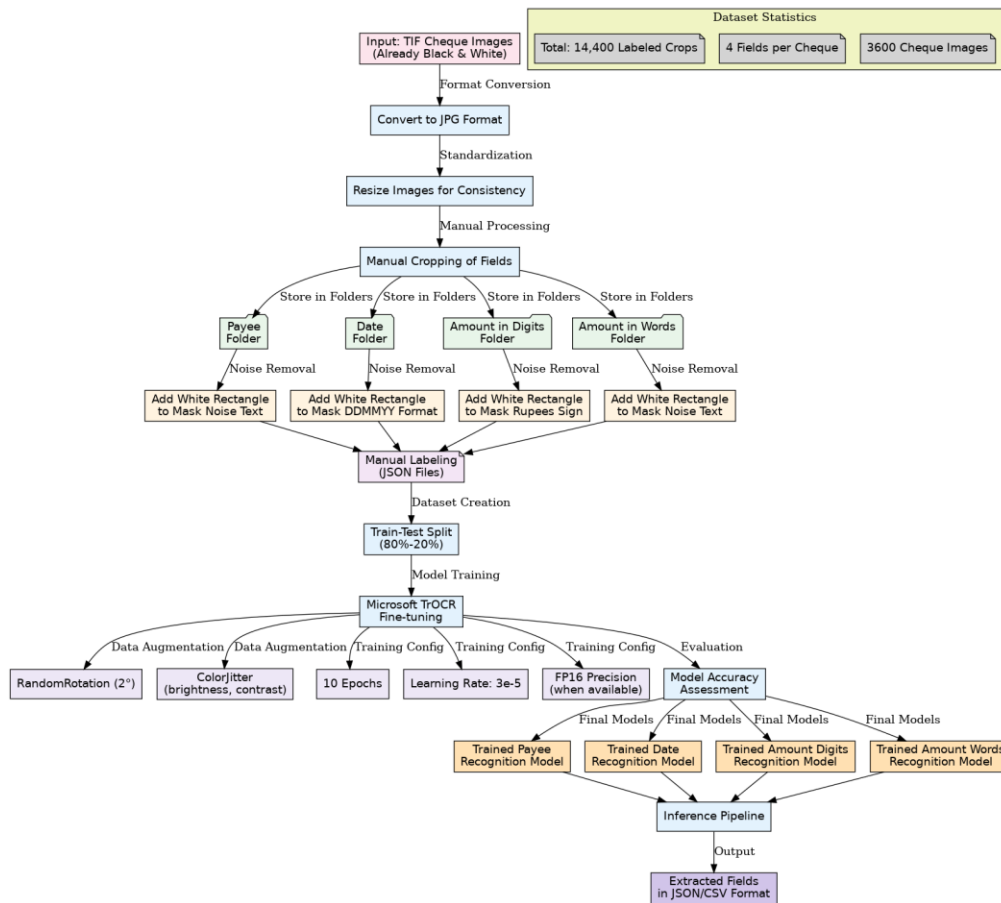 Dataset Statistics
Total: 14,400 Labeled Crops
4 Fields per Cheque
3600 Cheque Images
Input: TIF Cheque Images
(Already Black & White)
Format Conversion
Convert to JPG Format
Standardization
Resize Images for Consistency
Manual Processing
Manual Cropping of Fields
Store in Folders
Store in Folders
Store in Folders
Store in Folders
Payee
Folder
Date
Folder
Amount in Digits
Folder
Amount in Words
Folder
Noise Removal
Noise Removal
Noise Removal
Noise Removal
Add White Rectangle
to Mask Noise Text
Add White Rectangle
to Mask DDMMYY Format
Add White Rectangle
to Mask Rupees Sign
Add White Rectangle
to Mask Noise Text
Manual Labeling
(JSON Files)
Dataset Creation
Train-Test Split
(80%-20%)
Model Training
Microsoft TrOCR
Fine-tuning
Data Augmentation
Data Augmentation
Training Config
Training Config
Training Config
Evaluation
RandomRotation (2°)
ColorJitter
(brightness, contrast)
10 Epochs
Learning Rate: 3e-5
FP16 Precision
(when available)
Model Accuracy
Assessment
Final Models
Final Models
Final Models
Final Models
Trained Payee
Recognition Model
Trained Date
Recognition Model
Trained Amount Digits
Recognition Model
Trained Amount Words
Recognition Model
Inference Pipeline
Output
Extracted Fields
in JSON/CSV Format